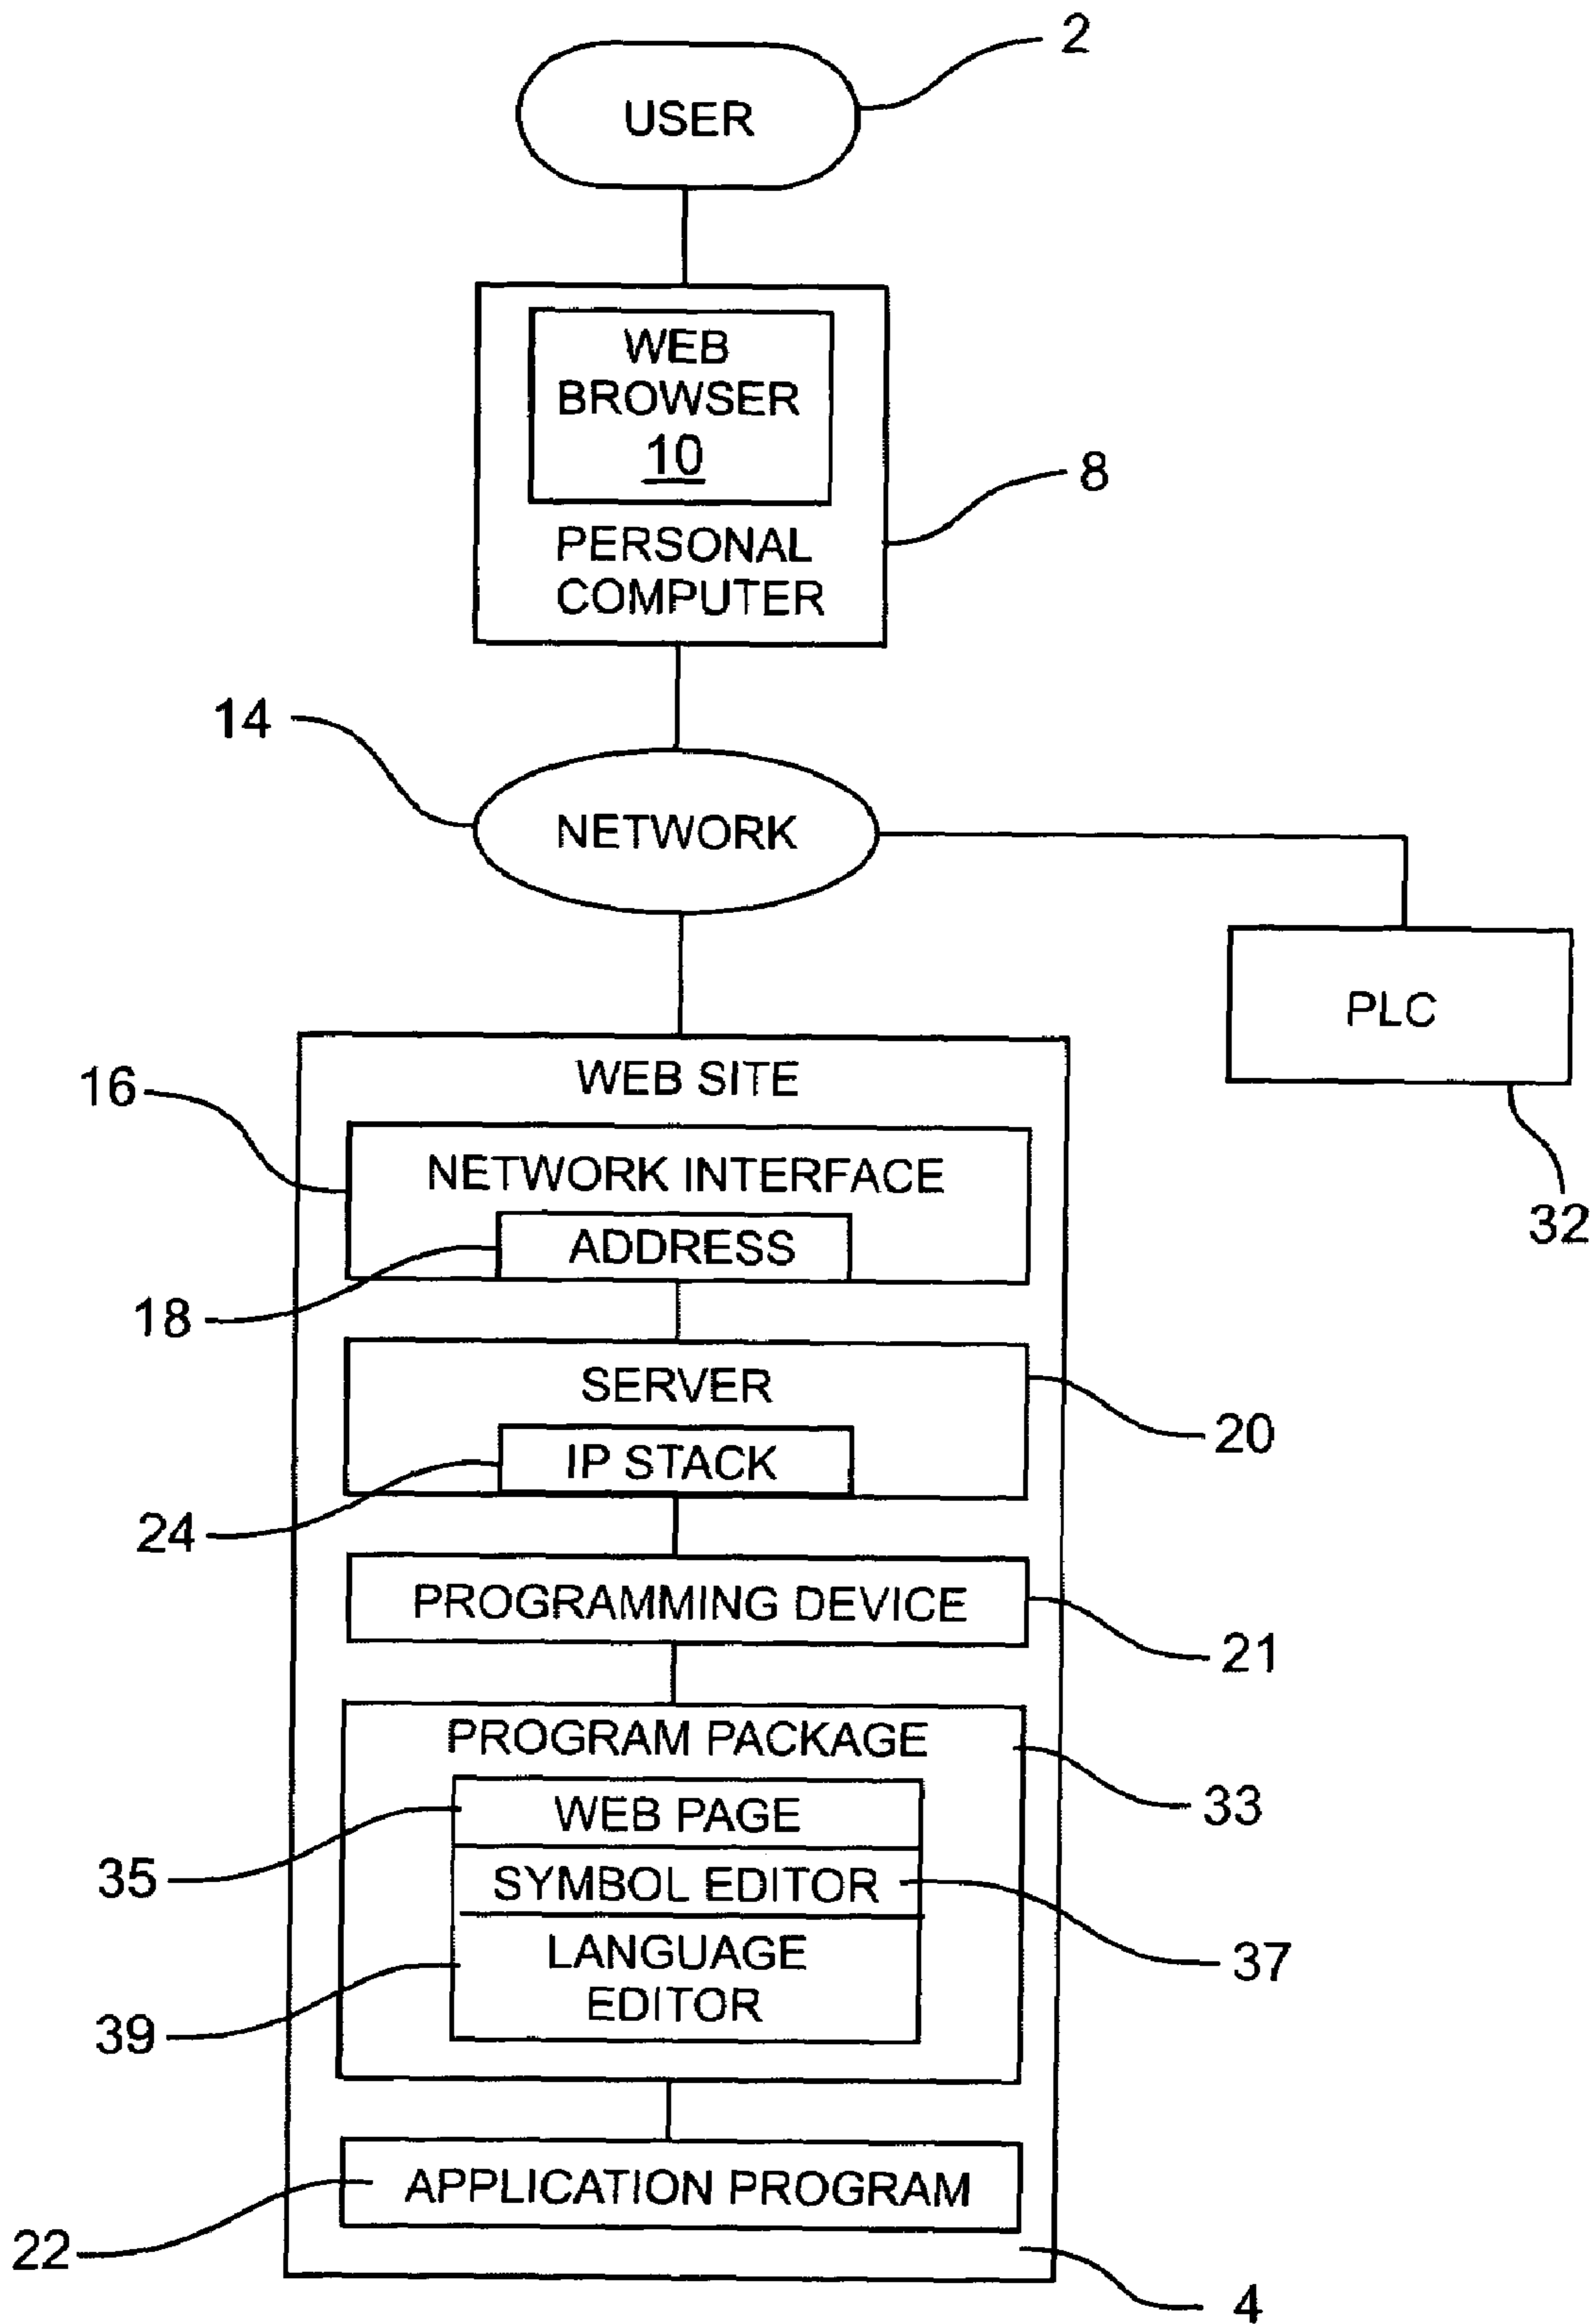 2
USER
WEB
BROWSER
10
8
PERSONAL
COMPUTER
14
NETWORK
PLC
32
WEB SITE
16
NETWORK INTERFACE
ADDRESS
18
SERVER
20
IP STACK
24
PROGRAMMING DEVICE
21
PROGRAM PACKAGE
33
WEB PAGE
35
SYMBOL EDITOR
37
LANGUAGE
EDITOR
39
APPLICATION PROGRAM
22
4